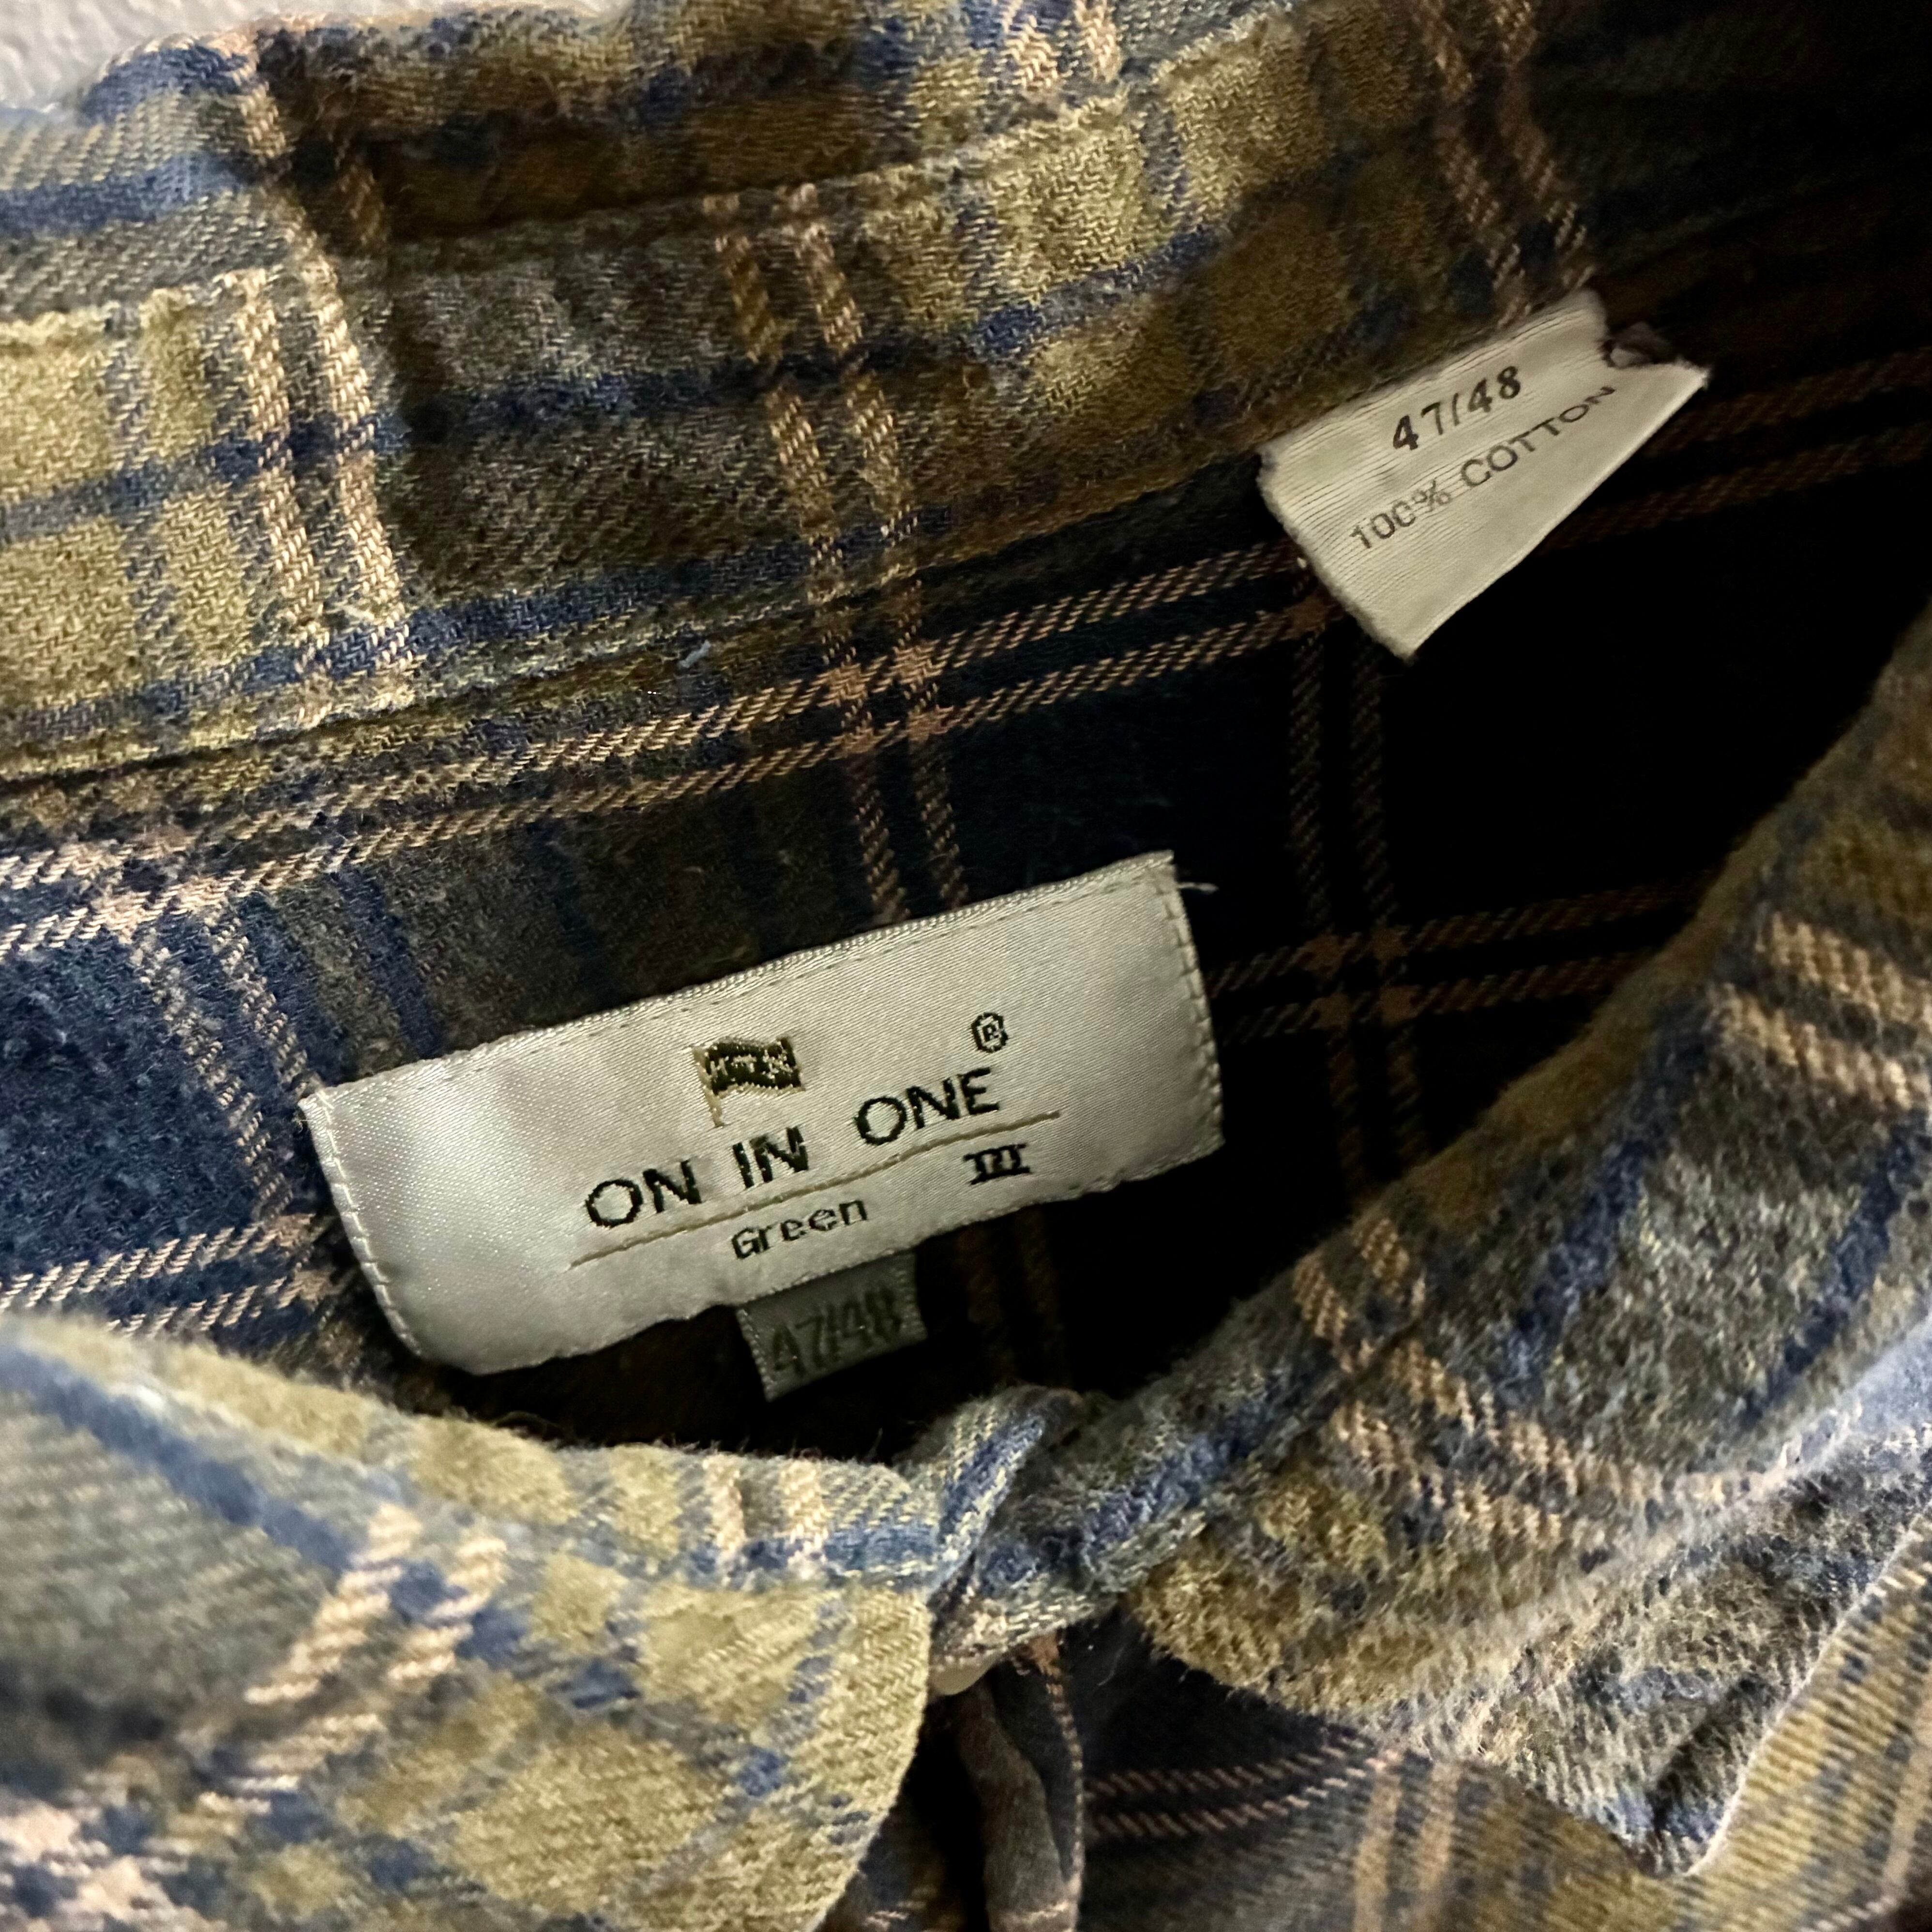 47/48
100% COTTON
®
ON IN ONE
Green III
47/48